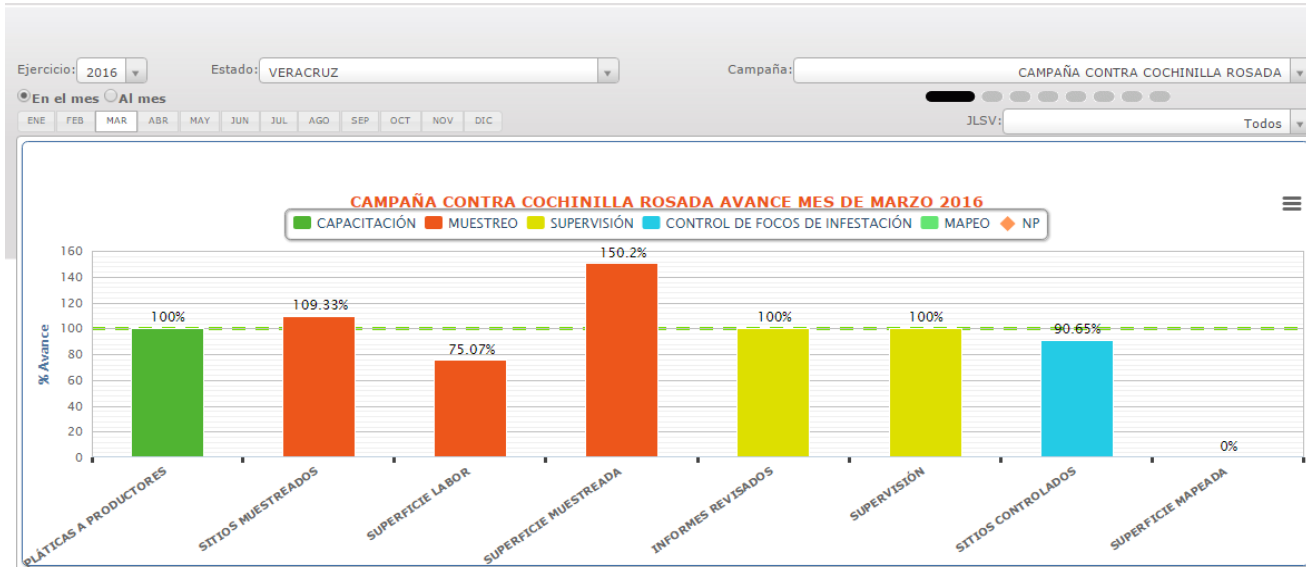 Ejercicio: 2016 Estado: VERACRUZ Campaña: CAMPAÑA CONTRA COCHINILLA ROSADA
En el mes Al mes
ENE FEB MAR ABR MAY JUN JUL AGO SEP OCT NOV DIC JLSV: Todos
CAMPAÑA CONTRA COCHINILLA ROSADA AVANCE MES DE MARZO 2016
CAPACITACIÓN MUESTREO SUPERVISIÓN CONTROL DE FOCOS DE INFESTACIÓN MAPEO NP
% Avance
160
140
120
100
80
60
40
20
0
100%
109.33%
75.07%
150.2%
100%
100%
90.65%
0%
PLÁTICAS A PRODUCTORES
SITIOS MUESTREADOS
SUPERFICIE LABOR
SUPERFICIE MUESTREADA
INFORMES REVISADOS
SUPERVISIÓN
SITIOS CONTROLADOS
SUPERFICIE MAPEADA